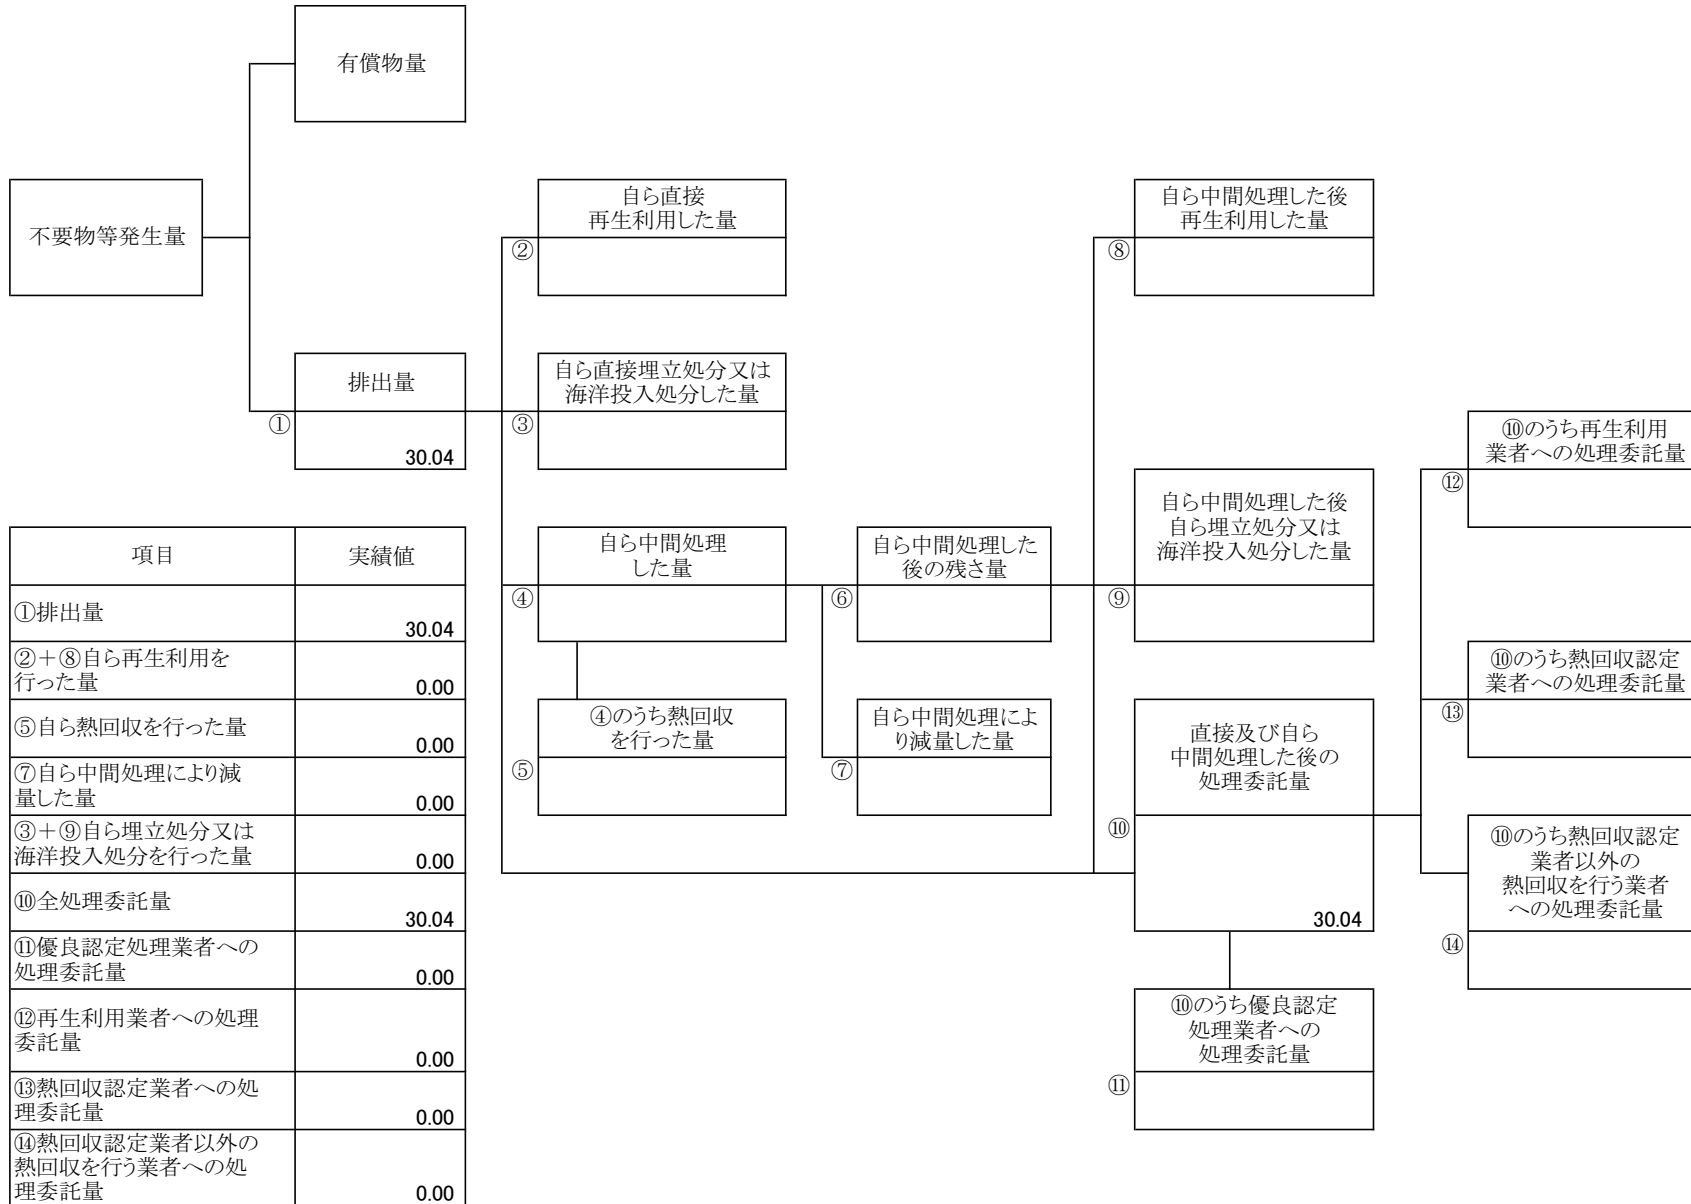 有償物量
不要物等発生量
排出量
①
30.04
自ら直接
再生利用した量
②
自ら直接埋立処分又は
海洋投入処分した量
③
自ら中間処理
した量
④
④のうち熱回収
を行った量
⑤
自ら中間処理した
後の残さ量
⑥
自ら中間処理によ
り減量した量
⑦
自ら中間処理した後
再生利用した量
⑧
自ら中間処理した後
自ら埋立処分又は
海洋投入処分した量
⑨
直接及び自ら
中間処理した後の
処理委託量
⑩
30.04
⑩のうち優良認定
処理業者への
処理委託量
⑪
⑩のうち再生利用
業者への処理委託量
⑫
⑩のうち熱回収認定
業者への処理委託量
⑬
⑩のうち熱回収認定
業者以外の
熱回収を行う業者
への処理委託量
⑭
項目 実績値
①排出量
30.04
②＋⑧自ら再生利用を
行った量 0.00
⑤自ら熱回収を行った量
0.00
⑦自ら中間処理により減
量した量 0.00
③＋⑨自ら埋立処分又は
海洋投入処分を行った量 0.00
⑩全処理委託量
30.04
⑪優良認定処理業者への
処理委託量 0.00
⑫再生利用業者への処理
委託量
0.00
⑬熱回収認定業者への処
理委託量 0.00
⑭熱回収認定業者以外の
熱回収を行う業者への処
理委託量 0.00